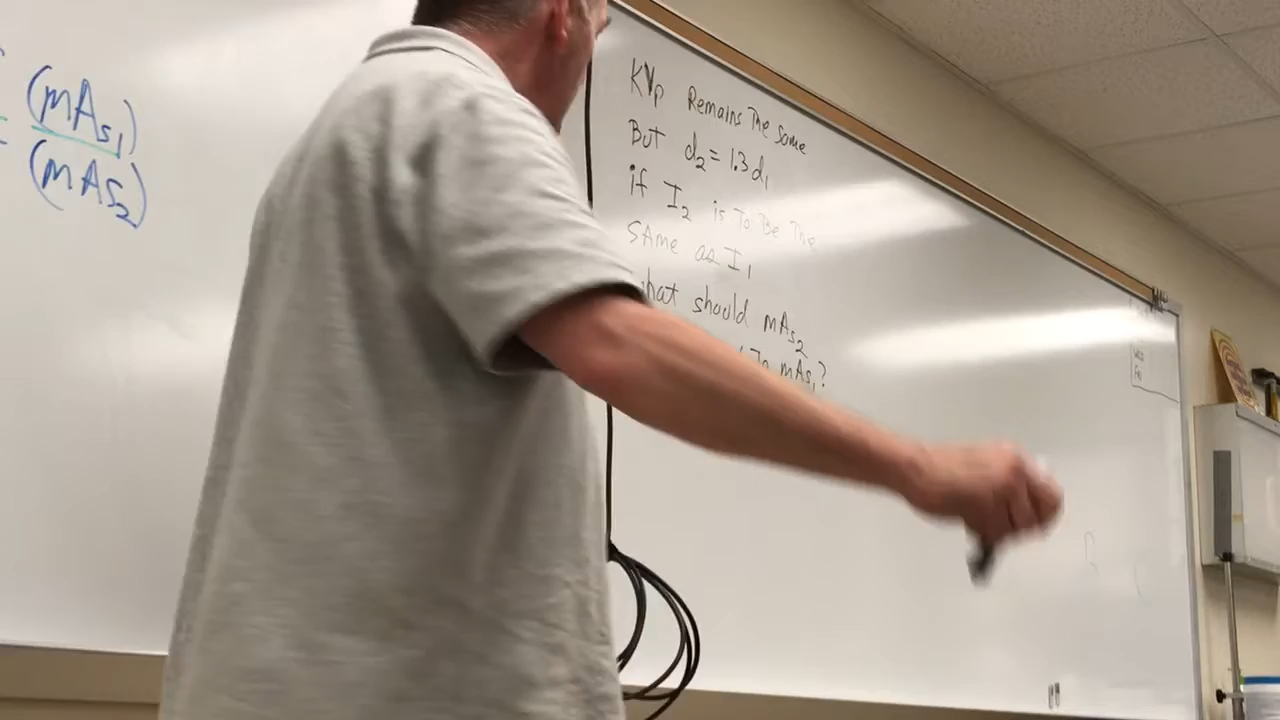 (mAs1)
(mAs2)
KVp Remains The Same
But d2 = 1.3 d1
if I2 is To Be The
SAme as I1
what should mAs2
To mAs1?